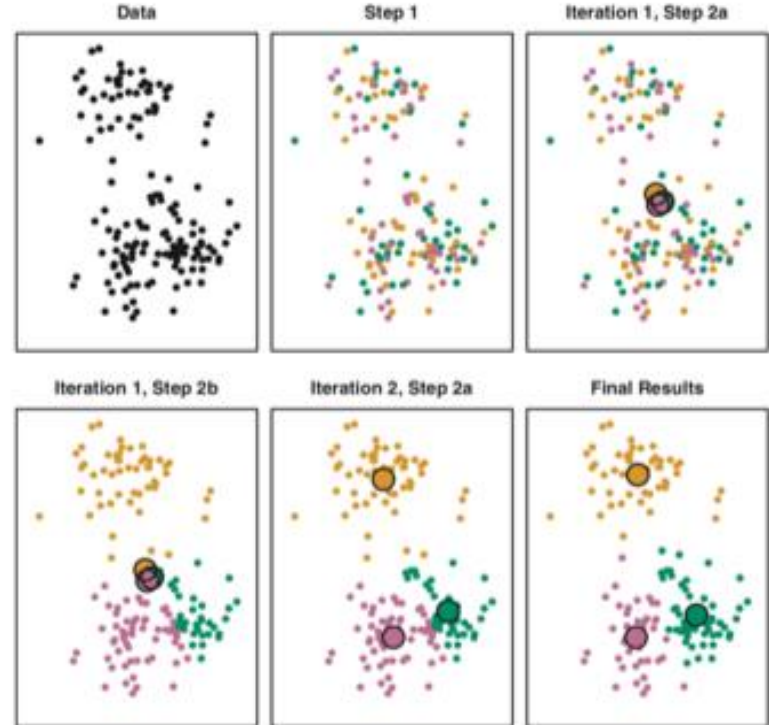 Data
Step 1
Iteration 1, Step 2a
Iteration 1, Step 2b
Iteration 2, Step 2a
Final Results